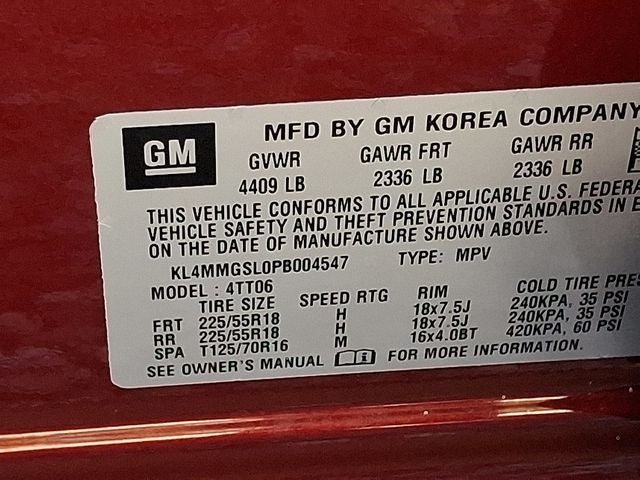 GM
MFD BY GM KOREA COMPANY
GVWR GAWR FRT GAWR RR
4409 LB 2336 LB 2336 LB
THIS VEHICLE CONFORMS TO ALL APPLICABLE U.S. FEDERA
VEHICLE SAFETY AND THEFT PREVENTION STANDARDS IN E
ON THE DATE OF MANUFACTURE SHOWN ABOVE.
KL4MMGSL0PB004547 TYPE: MPV
MODEL : 4TT06
TIRE SIZE SPEED RTG RIM COLD TIRE PRES
FRT 225/55R18 H 18x7.5J 240KPA, 35 PSI
RR 225/55R18 H 18x7.5J 240KPA, 35 PSI
SPA T125/70R16 M 16x4.0BT 420KPA, 60 PSI
SEE OWNER'S MANUAL FOR MORE INFORMATION.